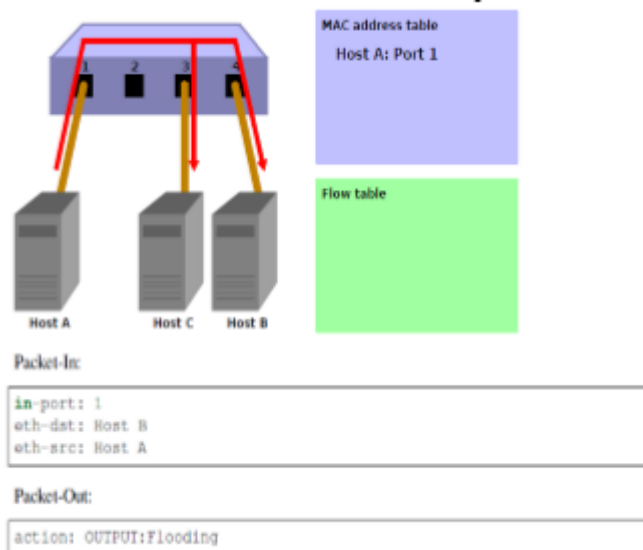 MAC address table
Host A: Port 1
1 2 3 4
Flow table
Host A Host C Host B
Packet-In:
in-port: 1
eth-dst: Host B
eth-src: Host A
Packet-Out:
action: OUTPUT:Flooding